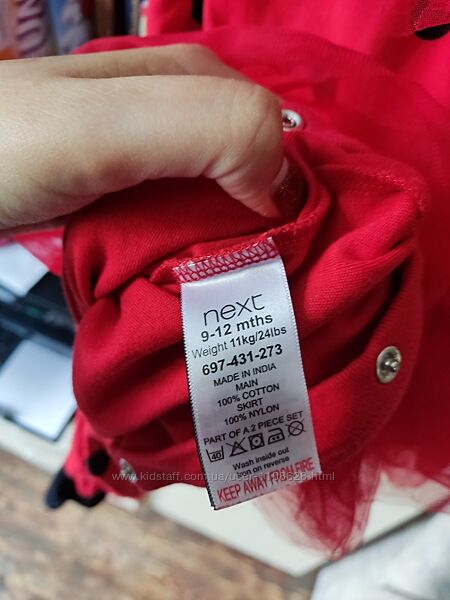 next
9-12 mths
Weight 11kg/24lbs
697-431-273
MADE IN INDIA
MAIN
100% COTTON
SKIRT
100% NYLON
PART OF A 2 PIECE SET
40
Wash inside out
Iron on reverse
KEEP AWAY FROM FIRE